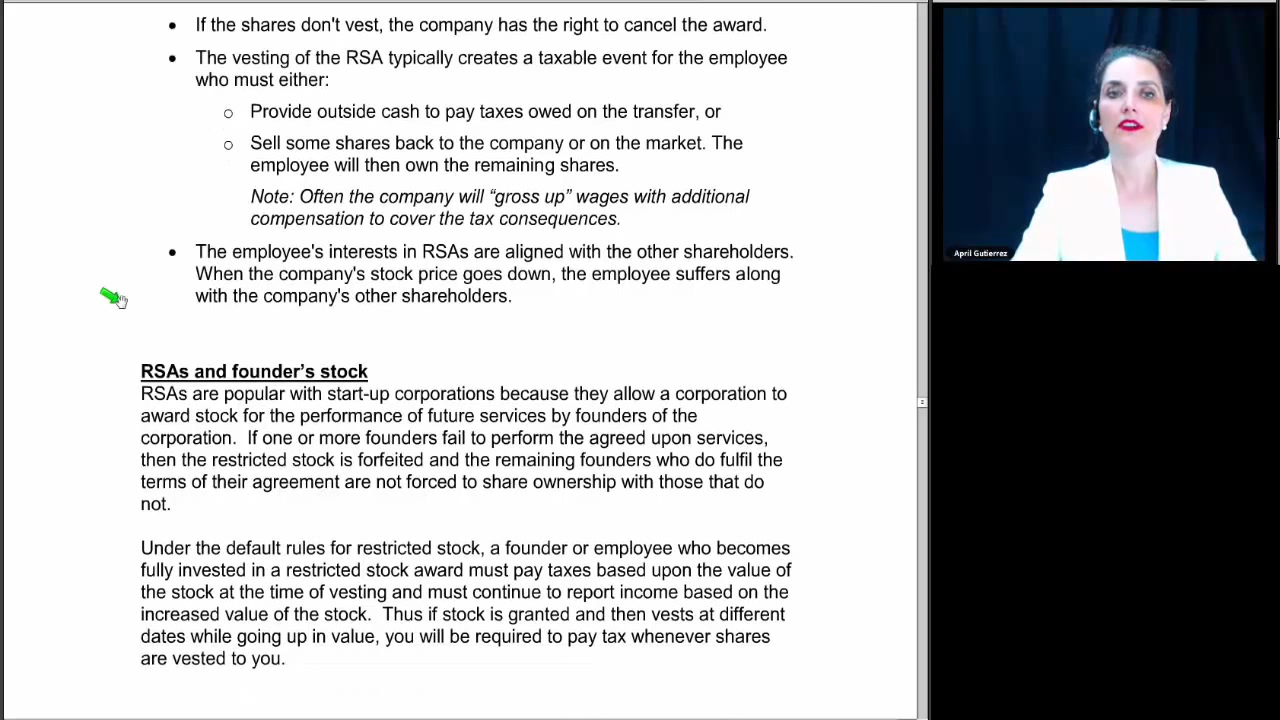 • If the shares don't vest, the company has the right to cancel the award.
• The vesting of the RSA typically creates a taxable event for the employee
who must either:
o Provide outside cash to pay taxes owed on the transfer, or
o Sell some shares back to the company or on the market. The
employee will then own the remaining shares.
Note: Often the company will “gross up” wages with additional
compensation to cover the tax consequences.
• The employee's interests in RSAs are aligned with the other shareholders.
When the company's stock price goes down, the employee suffers along
with the company's other shareholders.
RSAs and founder’s stock
RSAs are popular with start-up corporations because they allow a corporation to
award stock for the performance of future services by founders of the
corporation.  If one or more founders fail to perform the agreed upon services,
then the restricted stock is forfeited and the remaining founders who do fulfil the
terms of their agreement are not forced to share ownership with those that do
not.
Under the default rules for restricted stock, a founder or employee who becomes
fully invested in a restricted stock award must pay taxes based upon the value of
the stock at the time of vesting and must continue to report income based on the
increased value of the stock.  Thus if stock is granted and then vests at different
dates while going up in value, you will be required to pay tax whenever shares
are vested to you.
April Gutierrez